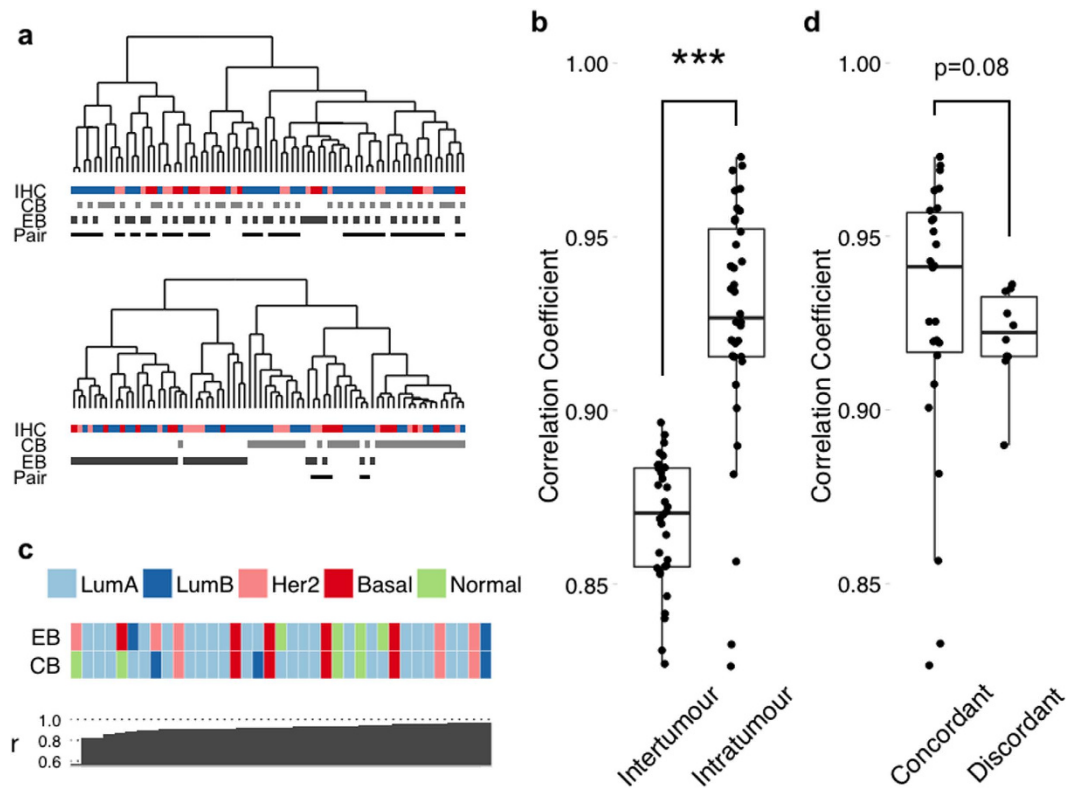 a
IHC
CB
EB
Pair
IHC
CB
EB
Pair
c
LumA LumB Her2 Basal Normal
EB
CB
r
1.0
0.8
0.6
b
***
Correlation Coefficient
1.00
0.95
0.90
0.85
Intertumour
Intratumour
d
p=0.08
Correlation Coefficient
1.00
0.95
0.90
0.85
Concordant
Discordant